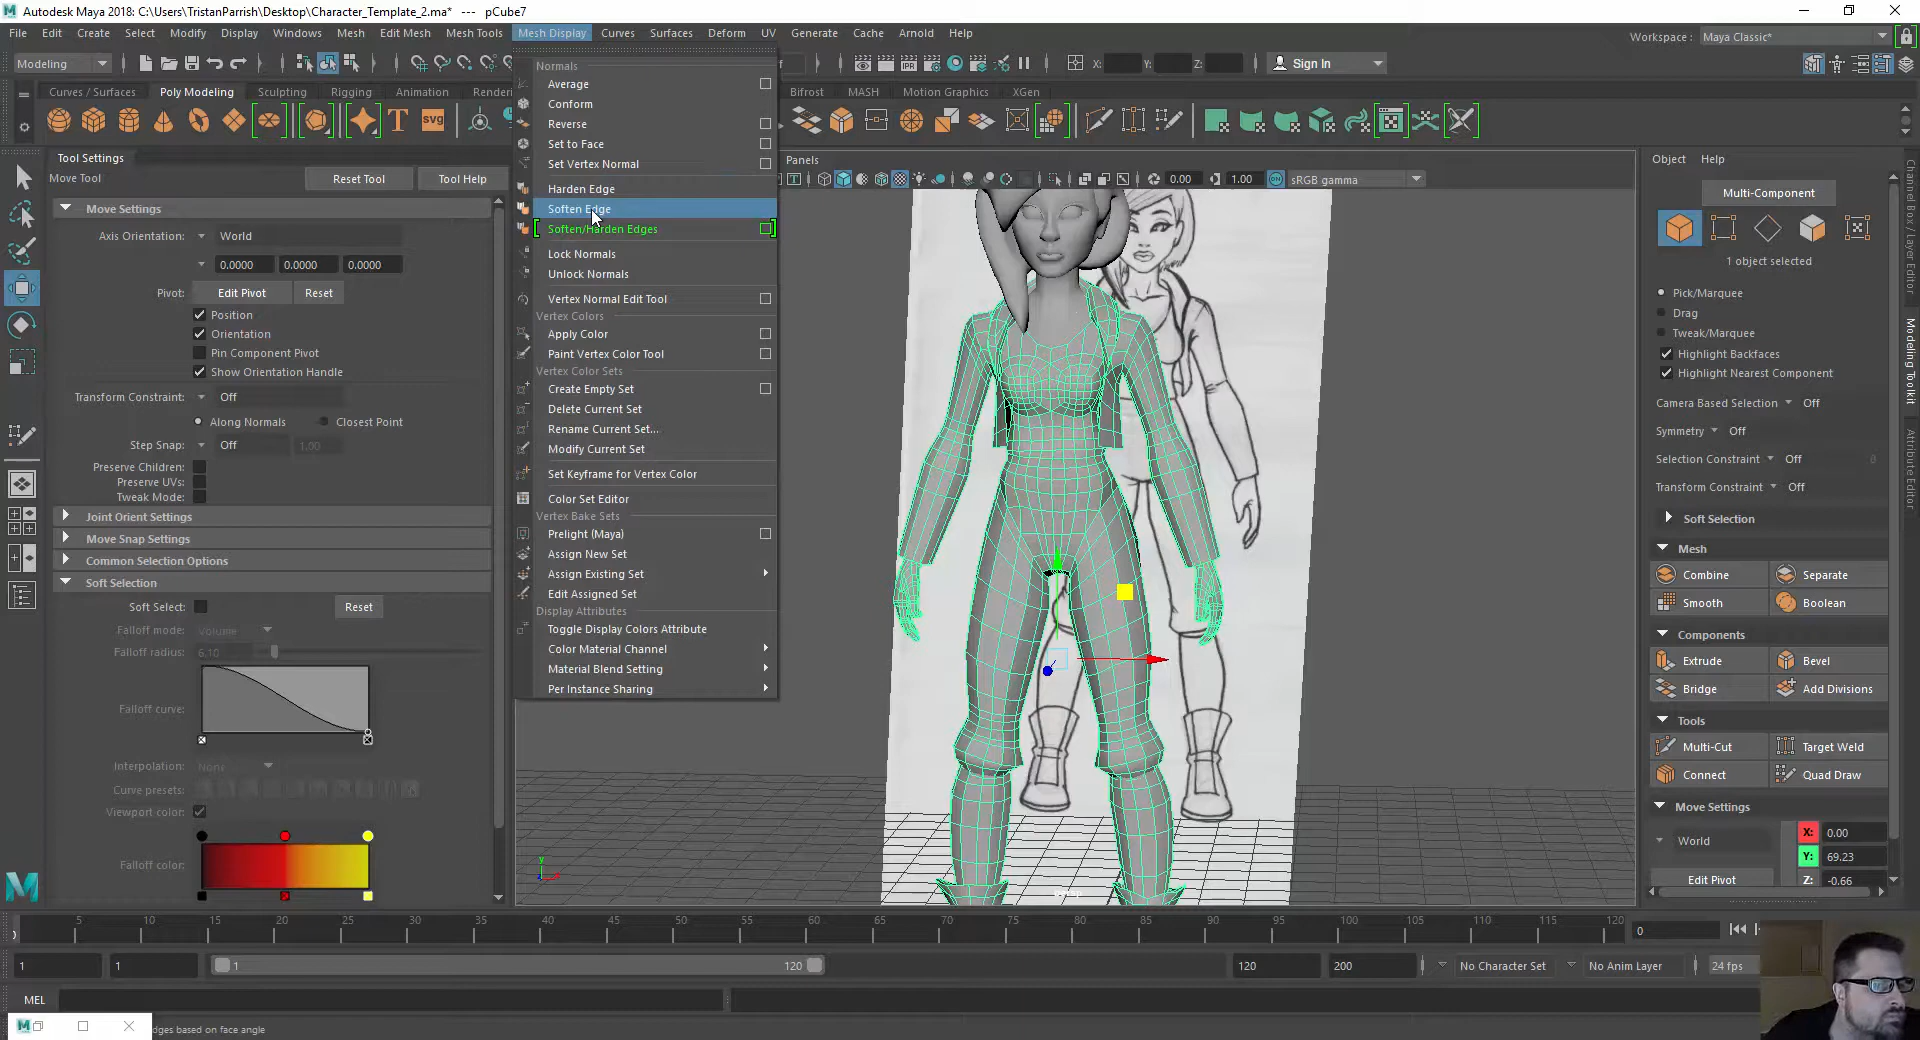 Autodesk Maya 2018: C:\Users\TristanParrish\Desktop\Character_Template_2.ma* --- pCube7
File Edit Create Select Modify Display Windows Mesh Edit Mesh Mesh Tools Mesh Display Curves Surfaces Deform UV Generate Cache Arnold Help
Workspace : Maya Classic*
Modeling
X: Y: Z: Sign In
Curves / Surfaces Poly Modeling Sculpting Rigging Animation Bifrost MASH Motion Graphics XGen
T svg
IPR
Tool Settings
Move Tool Reset Tool Tool Help
Move Settings
Axis Orientation: World
0.0000 0.0000 0.0000
Pivot: Edit Pivot Reset
Position
Orientation
Pin Component Pivot
Show Orientation Handle
Transform Constraint: Off
Along Normals Closest Point
Step Snap: Off 1.00
Preserve Children:
Preserve UVs:
Tweak Mode:
Joint Orient Settings
Move Snap Settings
Common Selection Options
Soft Selection
Soft Select: Reset
Falloff mode: Volume
Falloff radius: 6.10
Falloff curve:
Interpolation: None
Curve presets:
Viewport color:
Falloff color:
Normals
Average
Conform
Reverse
Set to Face
Set Vertex Normal
Harden Edge
Soften Edge
Soften/Harden Edges
Lock Normals
Unlock Normals
Vertex Normal Edit Tool
Vertex Colors
Apply Color
Paint Vertex Color Tool
Vertex Color Sets
Create Empty Set
Delete Current Set
Rename Current Set...
Modify Current Set
Set Keyframe for Vertex Color
Color Set Editor
Vertex Bake Sets
Prelight (Maya)
Assign New Set
Assign Existing Set
Edit Assigned Set
Display Attributes
Toggle Display Colors Attribute
Color Material Channel
Material Blend Setting
Per Instance Sharing
Panels
0.00 1.00 ON sRGB gamma
persp
y
Object Help
Multi-Component
1 object selected
Pick/Marquee
Drag
Tweak/Marquee
Highlight Backfaces
Highlight Nearest Component
Camera Based Selection Off
Symmetry Off
Selection Constraint Off 0
Transform Constraint Off
Soft Selection
Mesh
Combine Separate
Smooth Boolean
Components
Extrude Bevel
Bridge Add Divisions
Tools
Multi-Cut Target Weld
Connect Quad Draw
Move Settings
World X: 0.00
Y: 69.23
Edit Pivot Z: -0.66
Channel Box / Layer Editor
Modeling Toolkit
Attribute Editor
5 10 15 20 25 30 35 40 45 50 55 60 65 70 75 80 85 90 95 100 105 110 115 120 0
1 1 1 120 120 200 No Character Set No Anim Layer 24 fps
MEL
dges based on face angle